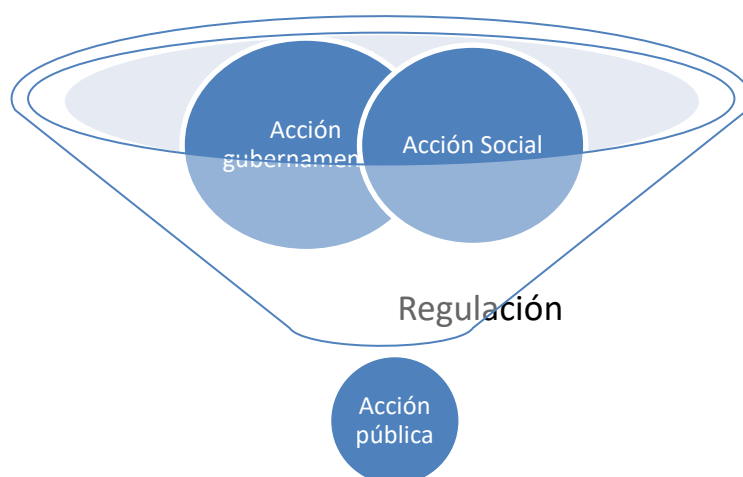 Acción
gubernamen
Acción Social
Regulación
Acción
pública